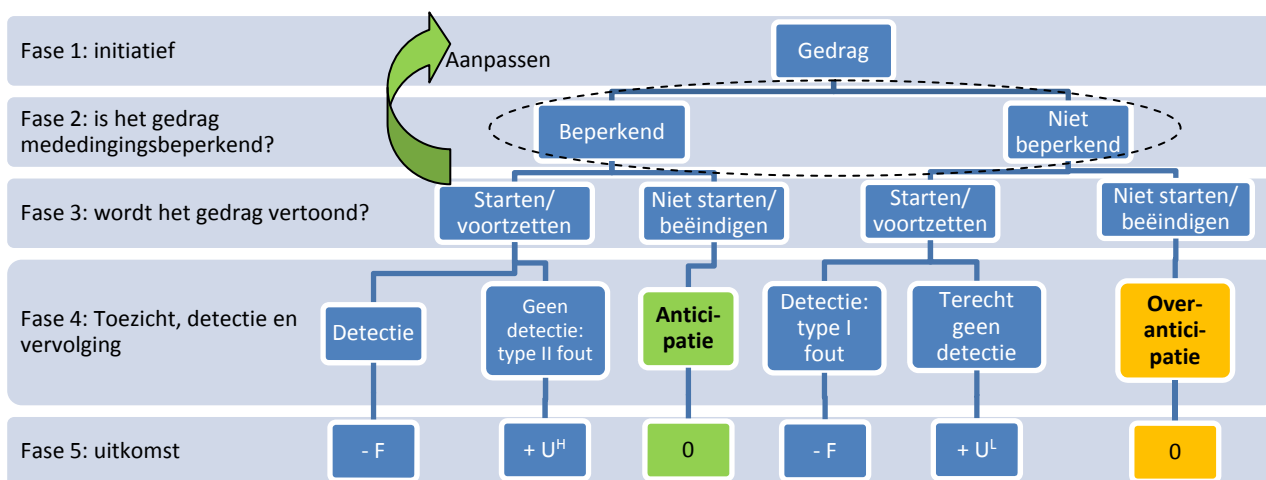 Fase 1: initiatief
Aanpassen
Gedrag
Fase 2: is het gedrag
mededingingsbeperkend?
Beperkend
Niet
beperkend
Fase 3: wordt het gedrag vertoond?
Starten/
voortzetten
Niet starten/
beëindigen
Starten/
voortzetten
Niet starten/
beëindigen
Fase 4: Toezicht, detectie en
vervolging
Detectie
Geen
detectie:
type II fout
Antici-
patie
Detectie:
type I
fout
Terecht
geen
detectie
Over-
antici-
patie
Fase 5: uitkomst
- F
+ Uᴴ
0
- F
+ Uᴸ
0